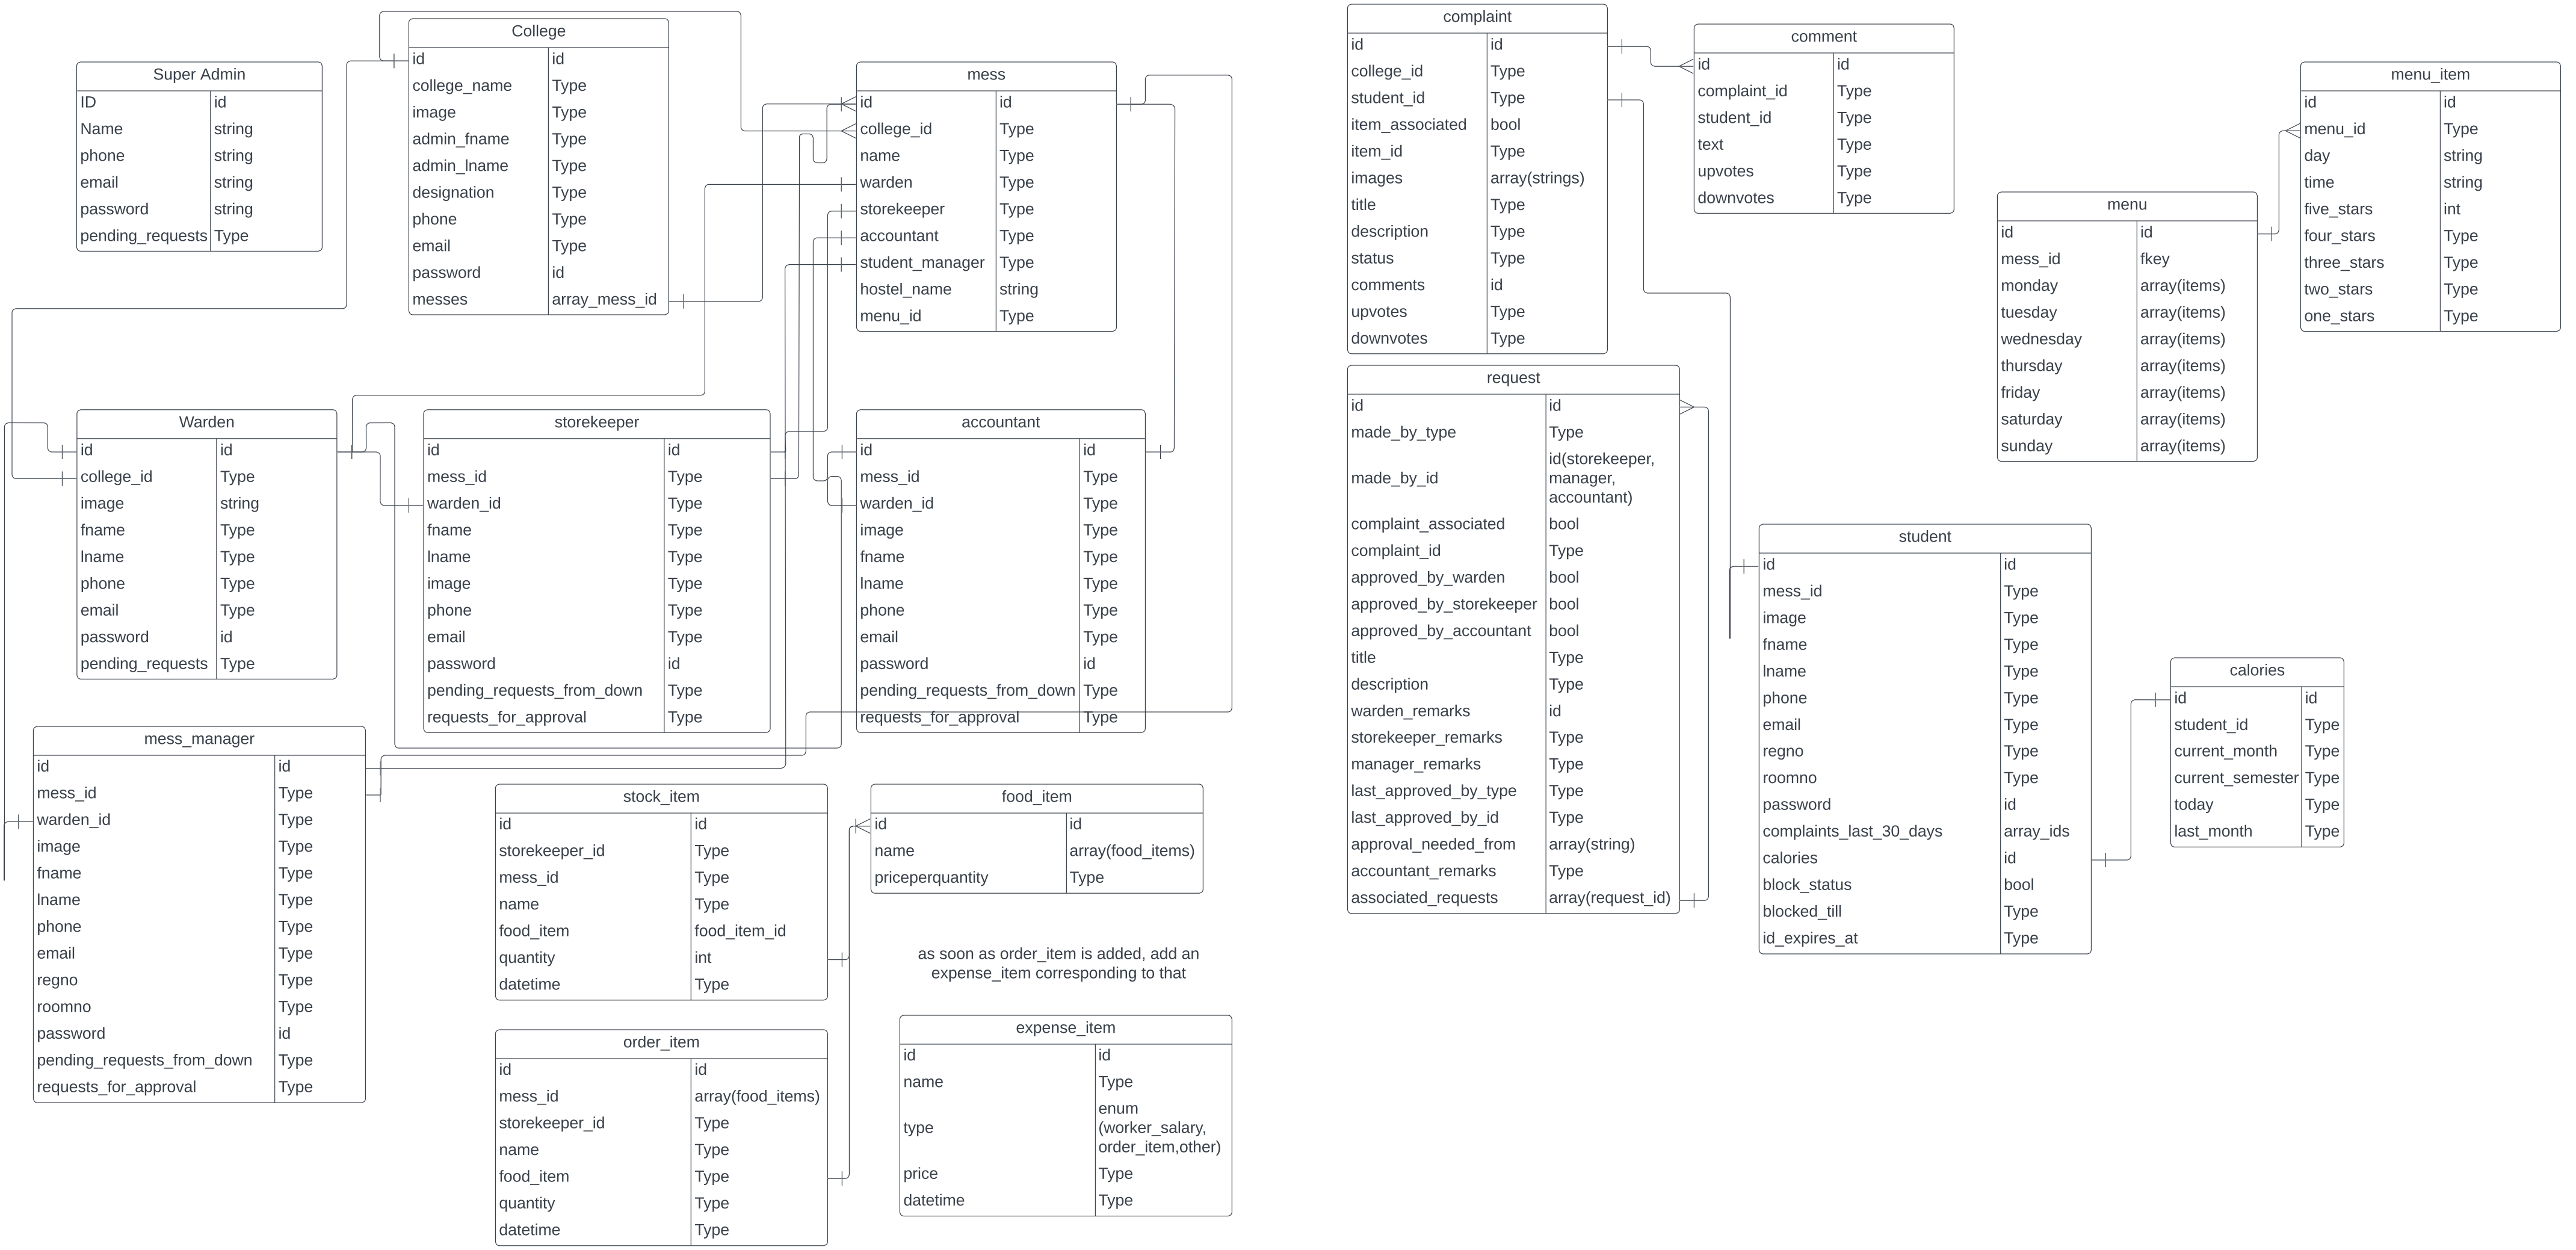 Super Admin
ID id
Name string
phone string
email string
password string
pending_requests Type
College
id id
college_name Type
image Type
admin_fname Type
admin_lname Type
designation Type
phone Type
email Type
password id
messes array_mess_id
mess
id id
college_id Type
name Type
warden Type
storekeeper Type
accountant Type
student_manager Type
hostel_name string
menu_id Type
Warden
id id
college_id Type
image string
fname Type
lname Type
phone Type
email Type
password id
pending_requests Type
storekeeper
id id
mess_id Type
warden_id Type
fname Type
lname Type
image Type
phone Type
email Type
password id
pending_requests_from_down Type
requests_for_approval Type
accountant
id id
mess_id Type
warden_id Type
image Type
fname Type
lname Type
phone Type
email Type
password id
pending_requests_from_down Type
requests_for_approval Type
mess_manager
id id
mess_id Type
warden_id Type
image Type
fname Type
lname Type
phone Type
email Type
regno Type
roomno Type
password id
pending_requests_from_down Type
requests_for_approval Type
stock_item
id id
storekeeper_id Type
mess_id Type
name Type
food_item food_item_id
quantity int
datetime Type
food_item
id id
name array(food_items)
priceperquantity Type
as soon as order_item is added, add an
expense_item corresponding to that
order_item
id id
mess_id array(food_items)
storekeeper_id Type
name Type
food_item Type
quantity Type
datetime Type
expense_item
id id
name Type
type enum
(worker_salary,
order_item,other)
price Type
datetime Type
complaint
id id
college_id Type
student_id Type
item_associated bool
item_id Type
images array(strings)
title Type
description Type
status Type
comments id
upvotes Type
downvotes Type
comment
id id
complaint_id Type
student_id Type
text Type
upvotes Type
downvotes Type
menu_item
id id
menu_id Type
day string
time string
five_stars int
four_stars Type
three_stars Type
two_stars Type
one_stars Type
menu
id id
mess_id fkey
monday array(items)
tuesday array(items)
wednesday array(items)
thursday array(items)
friday array(items)
saturday array(items)
sunday array(items)
request
id id
made_by_type Type
made_by_id id(storekeeper,
manager,
accountant)
complaint_associated bool
complaint_id Type
approved_by_warden bool
approved_by_storekeeper bool
approved_by_accountant bool
title Type
description Type
warden_remarks id
storekeeper_remarks Type
manager_remarks Type
last_approved_by_type Type
last_approved_by_id Type
approval_needed_from array(string)
accountant_remarks Type
associated_requests array(request_id)
student
id id
mess_id Type
image Type
fname Type
lname Type
phone Type
email Type
regno Type
roomno Type
password id
complaints_last_30_days array_ids
calories id
block_status bool
blocked_till Type
id_expires_at Type
calories
id id
student_id Type
current_month Type
current_semester Type
today Type
last_month Type